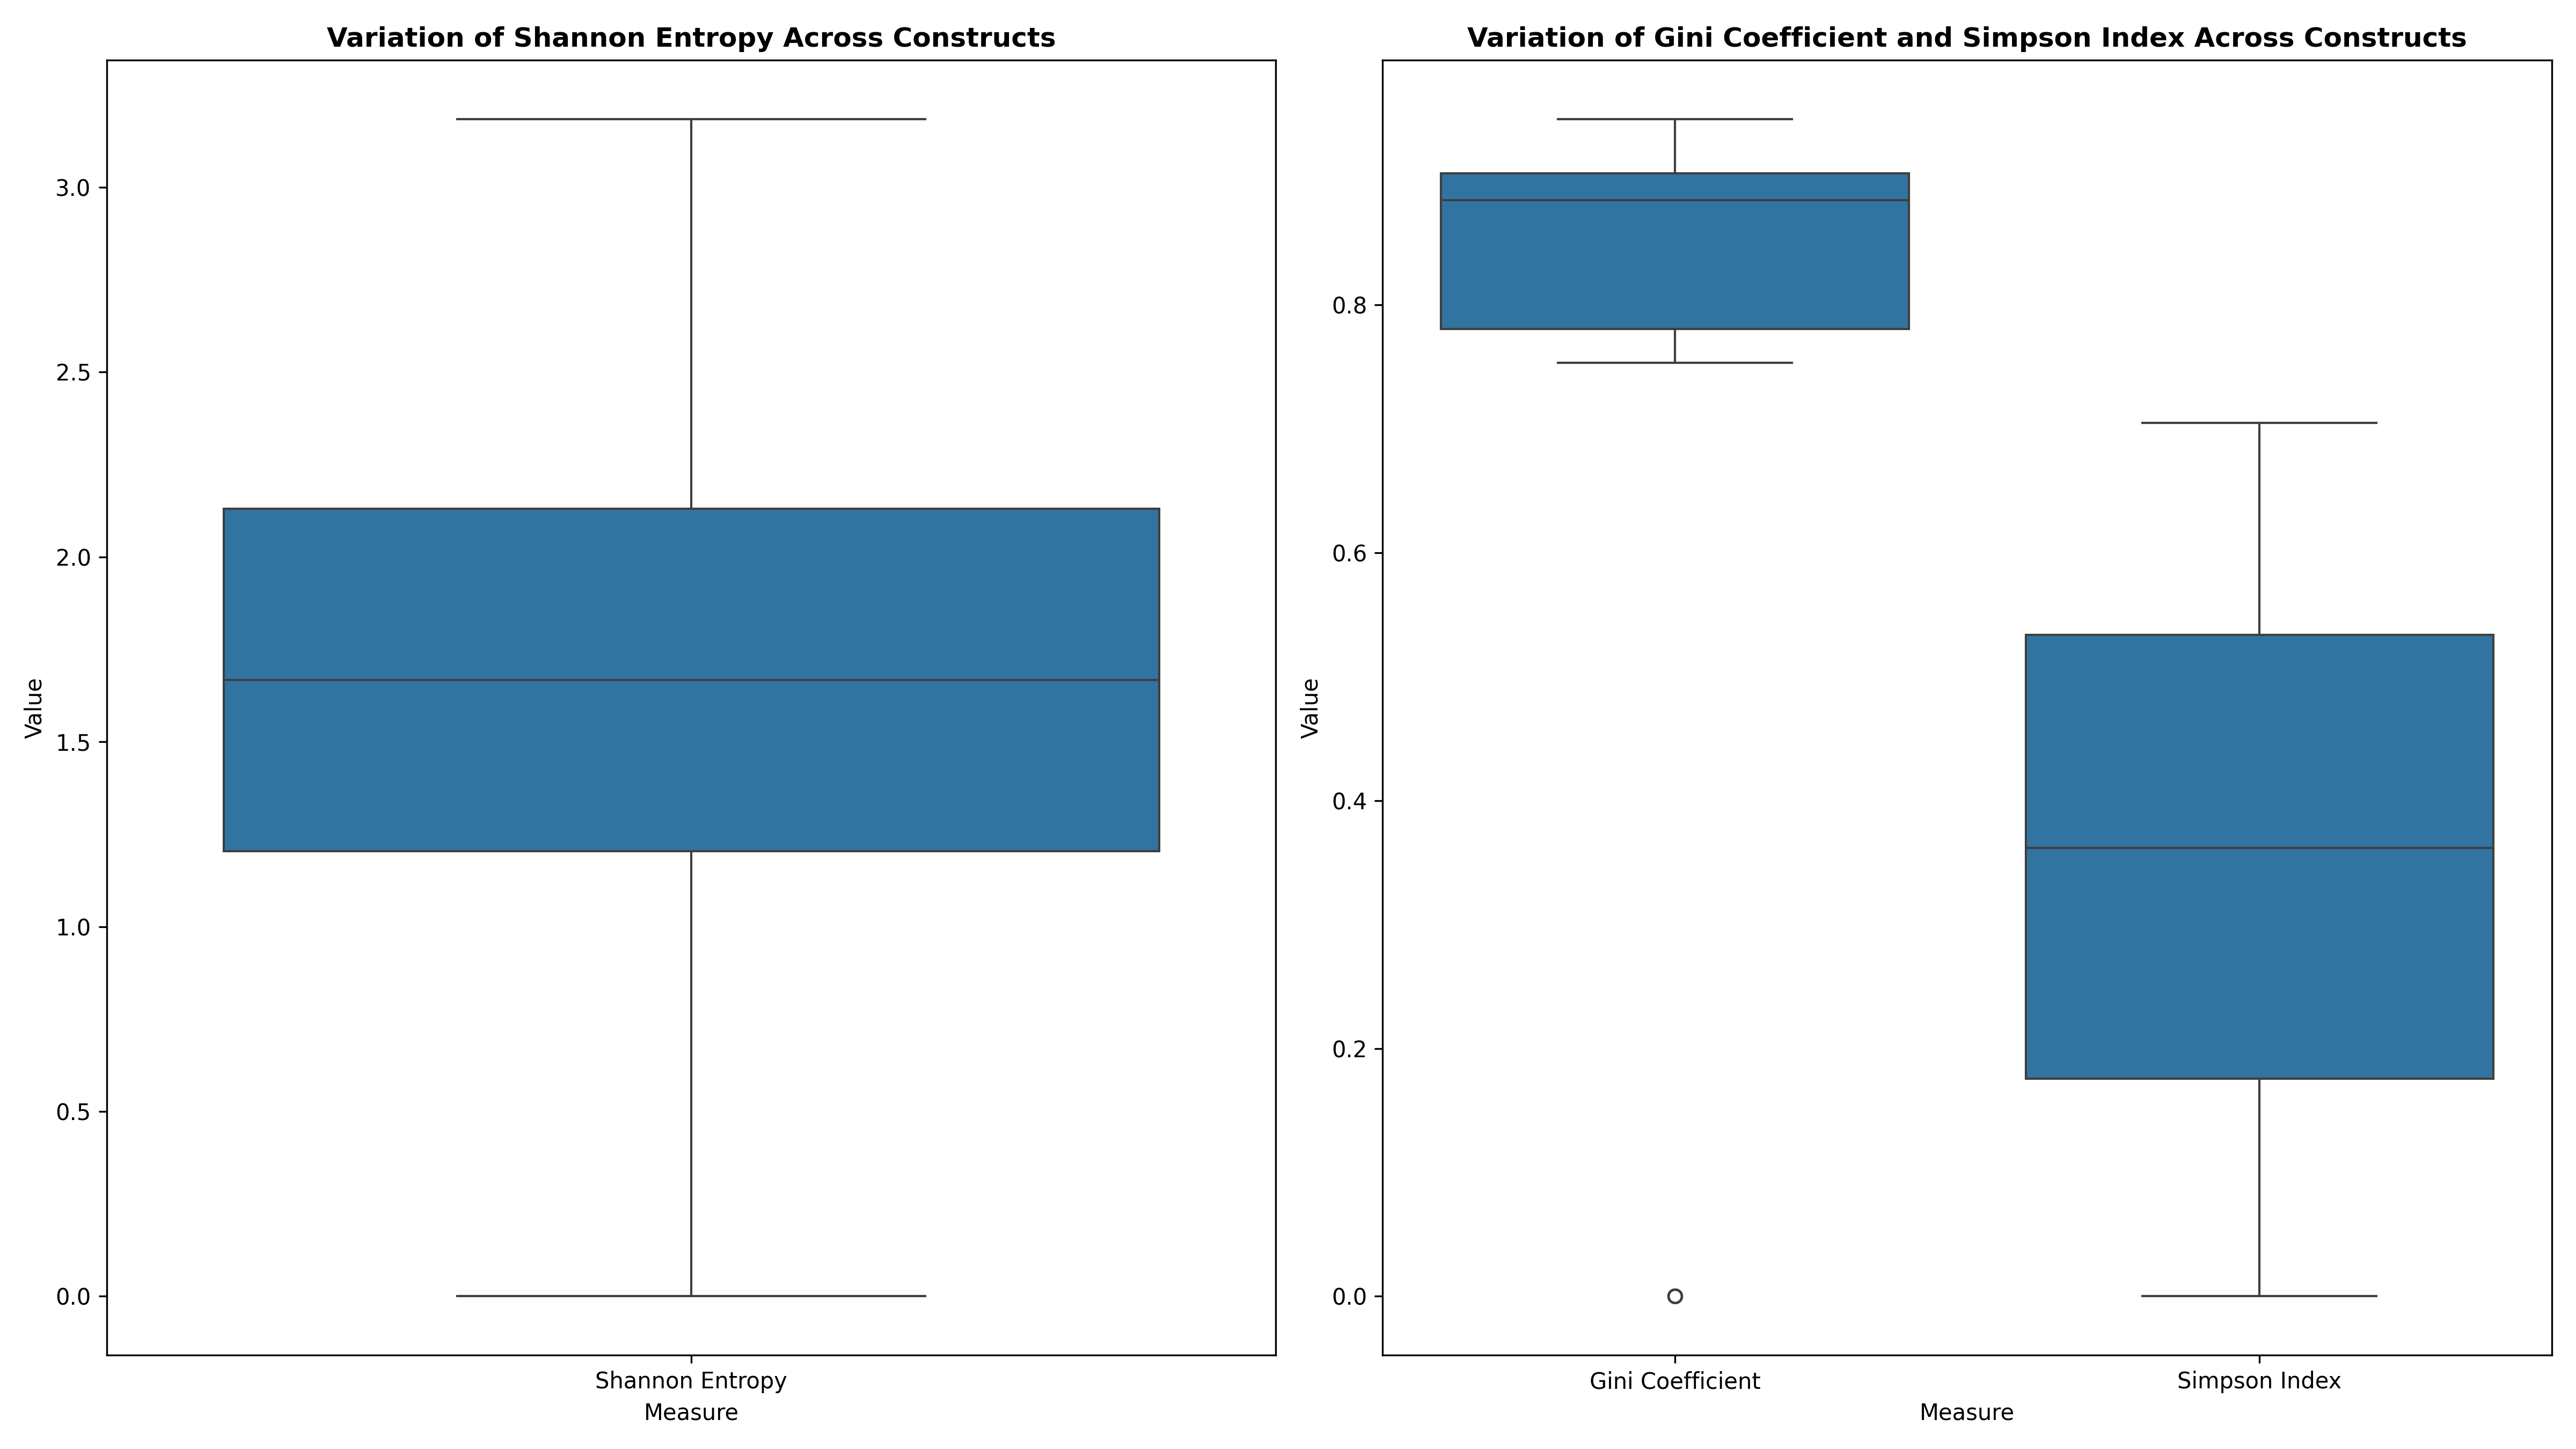 Variation of Shannon Entropy Across Constructs
3.0
2.5
2.0
1.5
1.0
0.5
0.0
Value
Shannon Entropy
Measure
Variation of Gini Coefficient and Simpson Index Across Constructs
0.8
0.6
0.4
0.2
0.0
Value
Gini Coefficient
Simpson Index
Measure